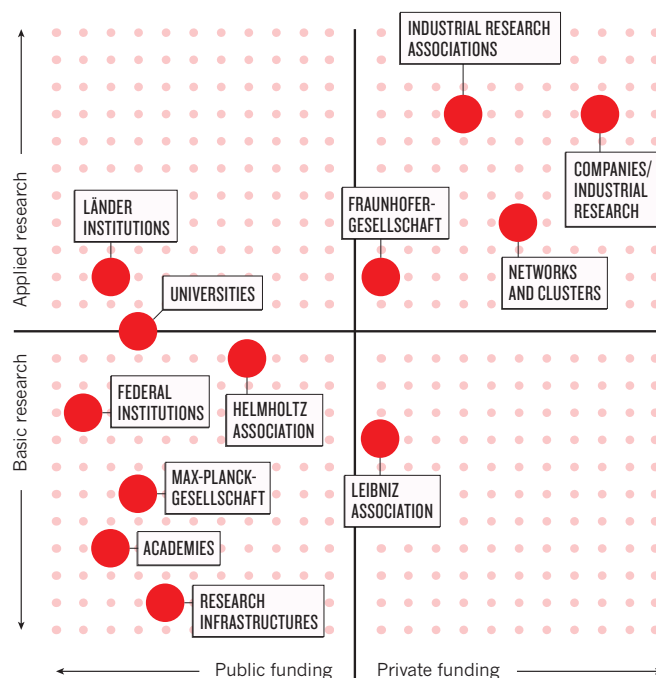 INDUSTRIAL RESEARCH
ASSOCIATIONS
COMPANIES/
INDUSTRIAL
RESEARCH
LÄNDER
INSTITUTIONS
FRAUNHOFER-
GESELLSCHAFT
NETWORKS
AND CLUSTERS
UNIVERSITIES
FEDERAL
INSTITUTIONS
HELMHOLTZ
ASSOCIATION
MAX-PLANCK-
GESELLSCHAFT
LEIBNIZ
ASSOCIATION
ACADEMIES
RESEARCH
INFRASTRUCTURES
Applied research
Basic research
Public funding
Private funding